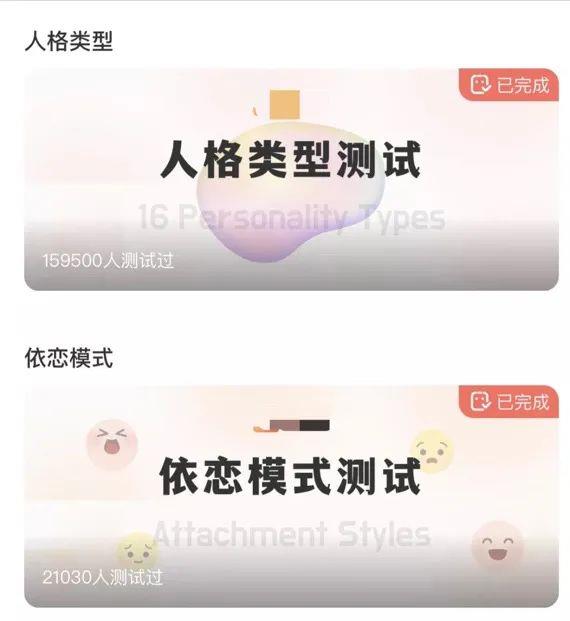 人格类型
已完成
人格类型测试
16 Personality Types
159500人测试过
依恋模式
已完成
依恋模式测试
Attachment Styles
21030人测试过